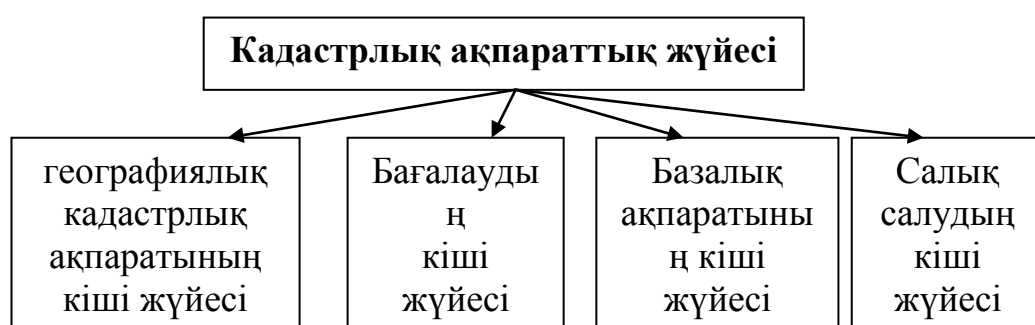 Кадастрлық ақпараттық жүйесі
географиялық
кадастрлық
ақпаратының
кіші жүйесі
Бағалауды
ң
кіші
жүйесі
Базалық
ақпаратыны
ң кіші
жүйесі
Салық
салудың
кіші
жүйесі